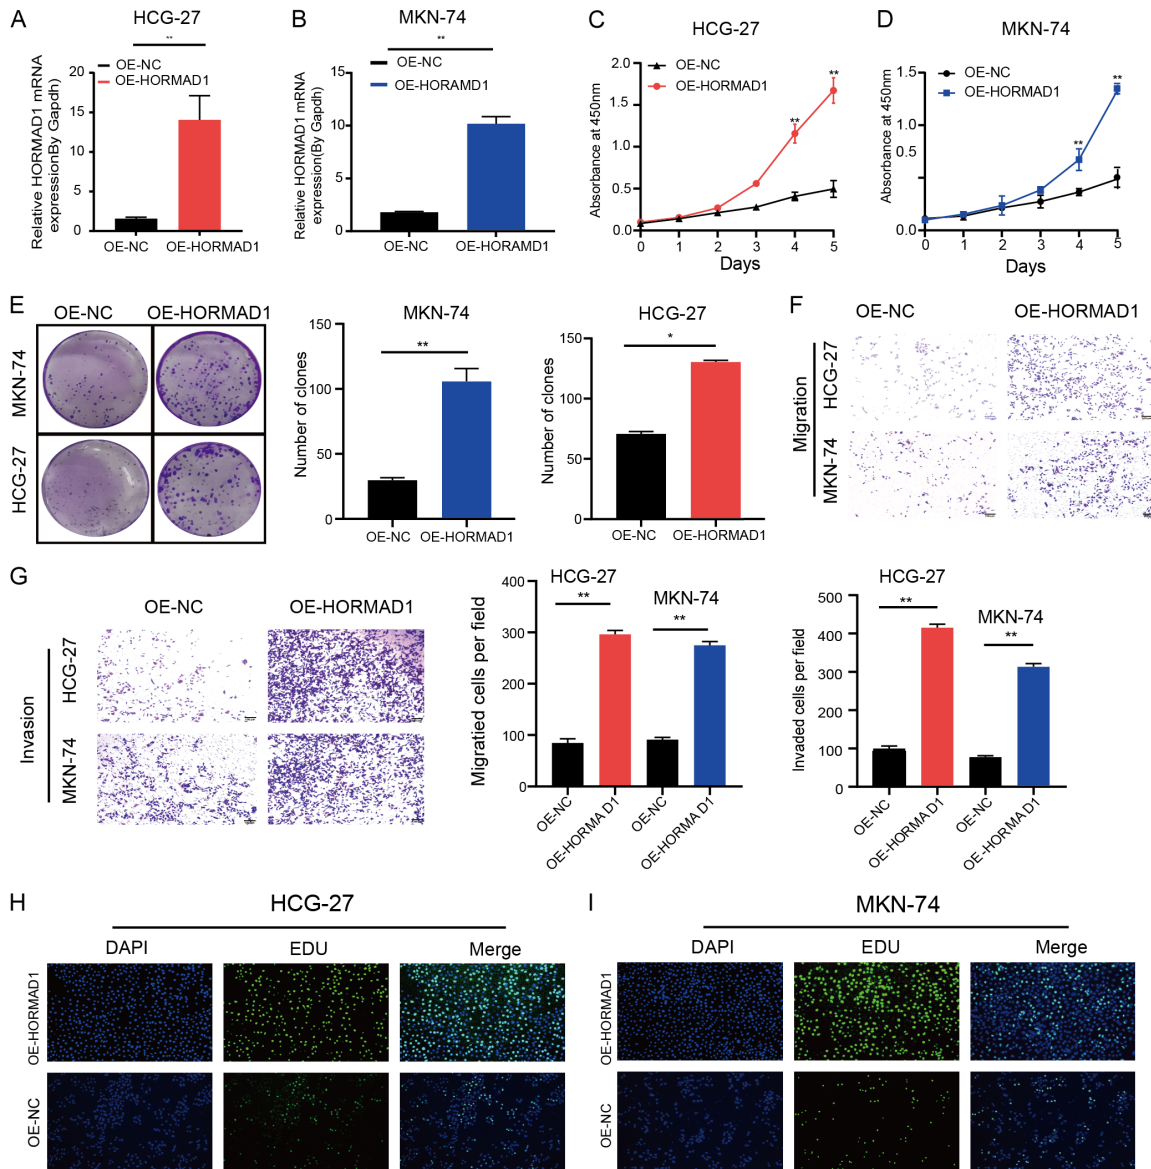 A
HCG-27
**
OE-NC
OE-HORMAD1
Relative HORMAD1 mRNA
expression(By Gapdh)
20
15
10
5
0
OE-NC
OE-HORMAD1
B
MKN-74
**
OE-NC
OE-HORAMD1
Relative HORMAD1 mRNA
expression(By Gapdh)
15
10
5
0
OE-NC
OE-HORAMD1
C
HCG-27
OE-NC
OE-HORMAD1
Absorbance at 450nm
2.0
1.5
1.0
0.5
0.0
**
**
0 1 2 3 4 5
Days
D
MKN-74
OE-NC
OE-HORMAD1
Absorbance at 450nm
1.5
1.0
0.5
0.0
**
**
0 1 2 3 4 5
Days
E
OE-NC
OE-HORMAD1
MKN-74
HCG-27
MKN-74
**
Number of clones
150
100
50
0
OE-NC
OE-HORMAD1
HCG-27
*
Number of clones
150
100
50
0
OE-NC
OE-HORMAD1
F
OE-NC
OE-HORMAD1
Migration
HCG-27
MKN-74
G
OE-NC
OE-HORMAD1
Invasion
HCG-27
MKN-74
HCG-27
MKN-74
**
**
Migratied cells per field
400
300
200
100
0
OE-NC
OE-HORMA D1
OE-NC
OE-HORMA D1
HCG-27
MKN-74
**
**
Invaded cells per field
500
400
300
200
100
0
OE-NC
OE-HORMA D1
OE-NC
OE-HORMA D1
H
HCG-27
DAPI
EDU
Merge
OE-HORMAD1
OE-NC
I
MKN-74
DAPI
EDU
Merge
OE-HORMAD1
OE-NC